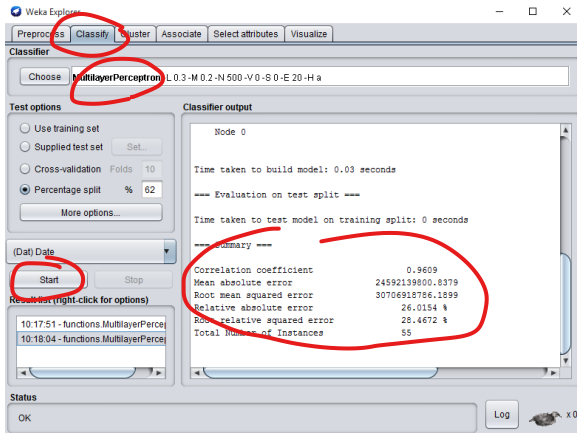 Weka Explorer
Preprocess Classify Cluster Associate Select attributes Visualize
Classifier
Choose MultilayerPerceptron -L 0.3 -M 0.2 -N 500 -V 0 -S 0 -E 20 -H a
Test options
Use training set
Supplied test set Set...
Cross-validation Folds 10
Percentage split % 62
More options...
(Dat) Date
Start Stop
Result list (right-click for options)
10:17:51 - functions.MultilayerPercep
10:18:04 - functions.MultilayerPercep
Classifier output
Node 0
Time taken to build model: 0.03 seconds
=== Evaluation on test split ===
Time taken to test model on training split: 0 seconds
=== Summary ===
Correlation coefficient 0.9609
Mean absolute error 24592139800.8379
Root mean squared error 30706918786.1899
Relative absolute error 26.0154 %
Root relative squared error 28.4672 %
Total Number of Instances 55
Status
OK
Log x 0